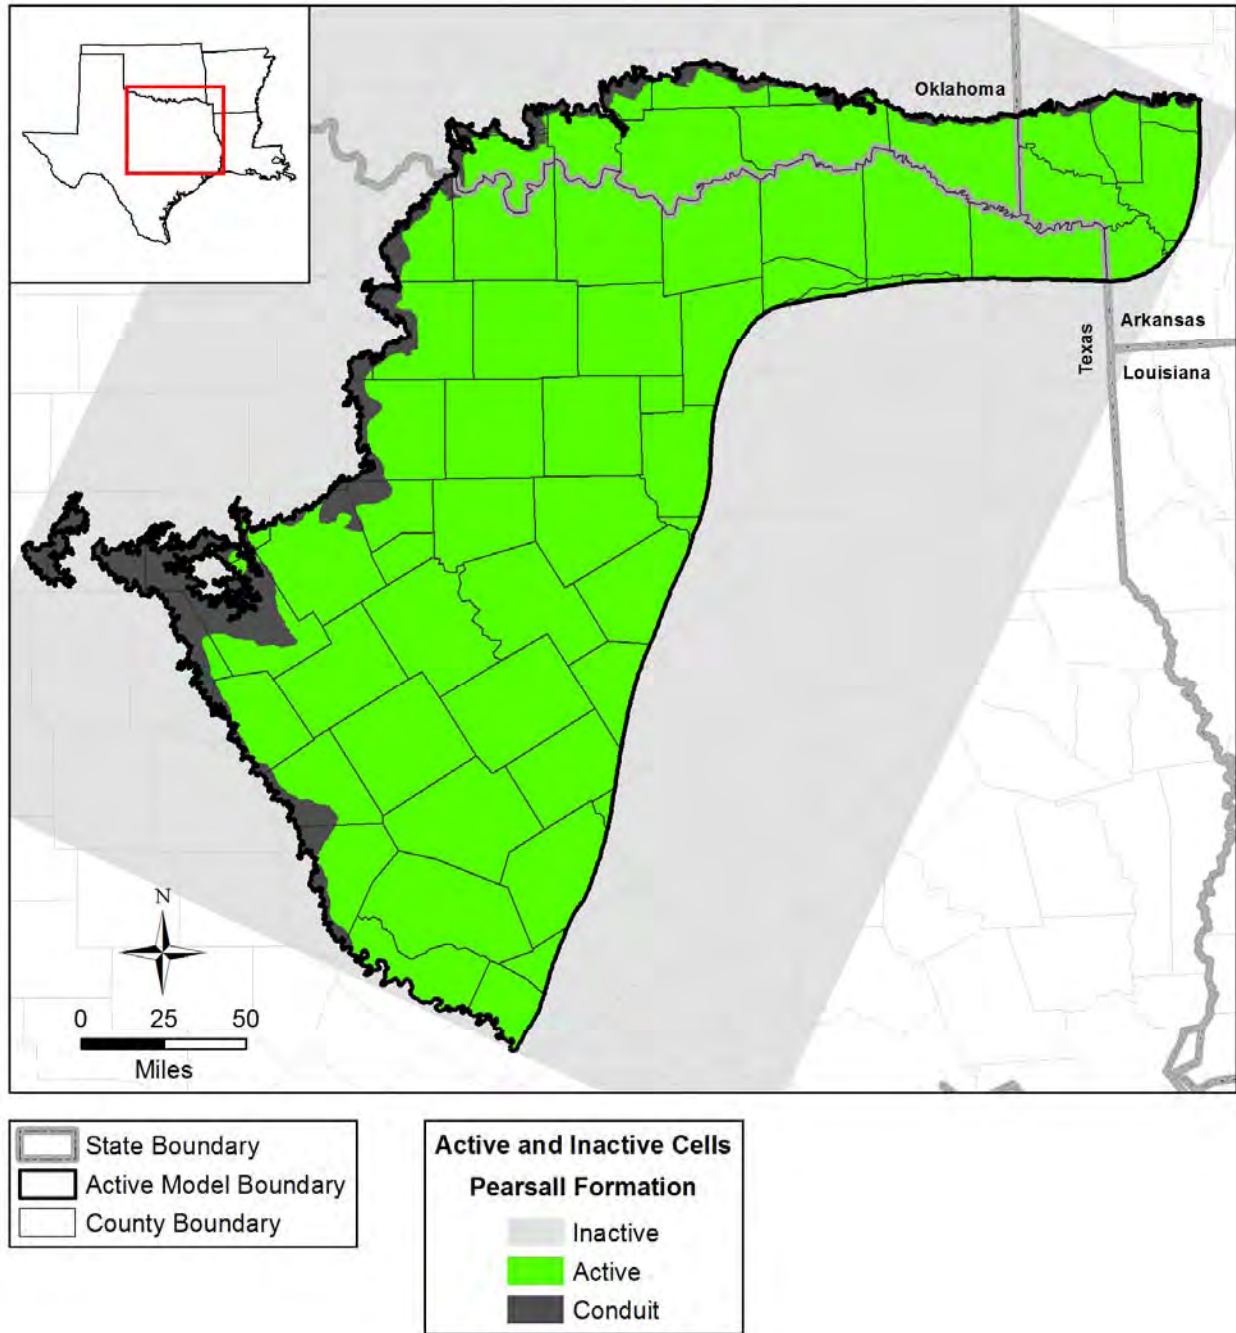 Oklahoma
Texas
Arkansas
Louisiana
N
0 25 50
Miles
State Boundary
Active Model Boundary
County Boundary
Active and Inactive Cells
Pearsall Formation
Inactive
Active
Conduit